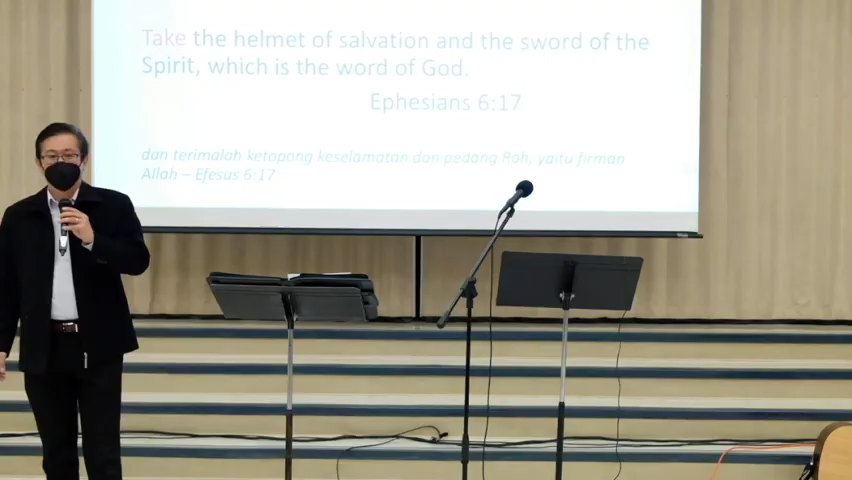 Take the helmet of salvation and the sword of the
Spirit, which is the word of God.
Ephesians 6:17
dan terimalah ketopong keselamatan dan pedang Roh, yaitu firman
Allah – Efesus 6:17